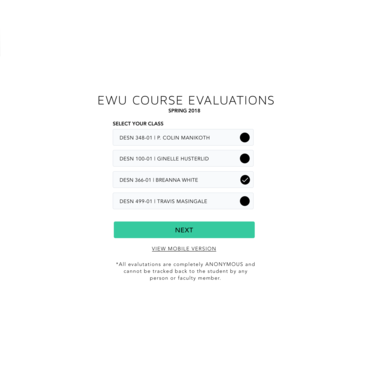 EWU COURSE EVALUATIONS
SPRING 2018
SELECT YOUR CLASS
DESN 348-01 | P. COLIN MANIKOTH
DESN 100-01 | GINELLE HUSTERLID
DESN 366-01 | BREANNA WHITE
DESN 499-01 | TRAVIS MASINGALE
NEXT
VIEW MOBILE VERSION
*All evalutations are completely ANONYMOUS and
cannot be tracked back to the student by any
person or faculty member.